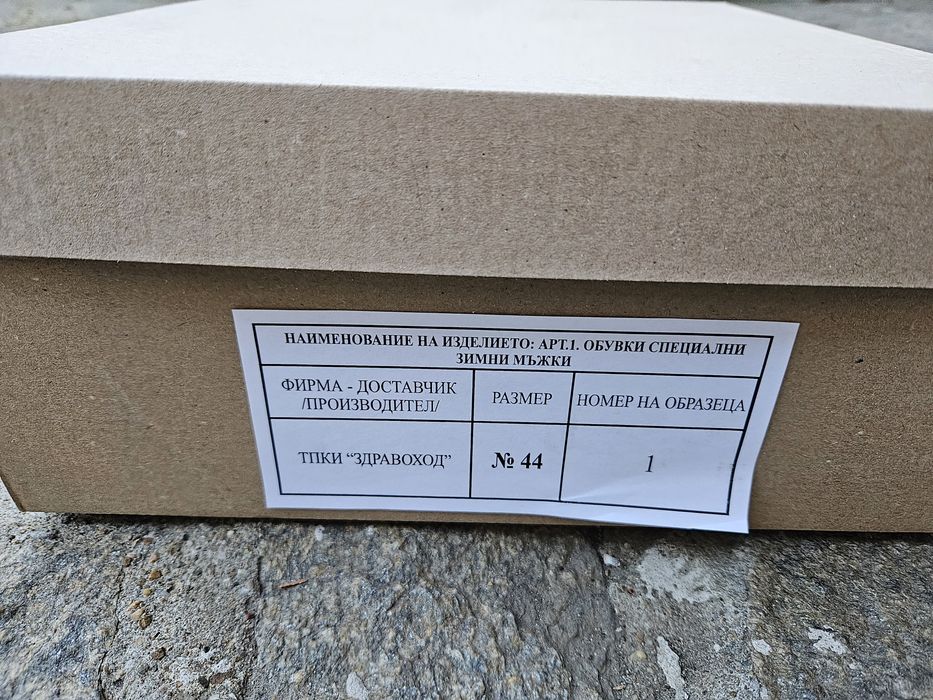 НАИМЕНОВАНИЕ НА ИЗДЕЛИЕТО: АРТ.1. ОБУВКИ СПЕЦИАЛНИ
ЗИМНИ МЪЖКИ
ФИРМА - ДОСТАВЧИК
/ПРОИЗВОДИТЕЛ/
РАЗМЕР
НОМЕР НА ОБРАЗЕЦА
ТПКИ “ЗДРАВОХОД”
№ 44
1